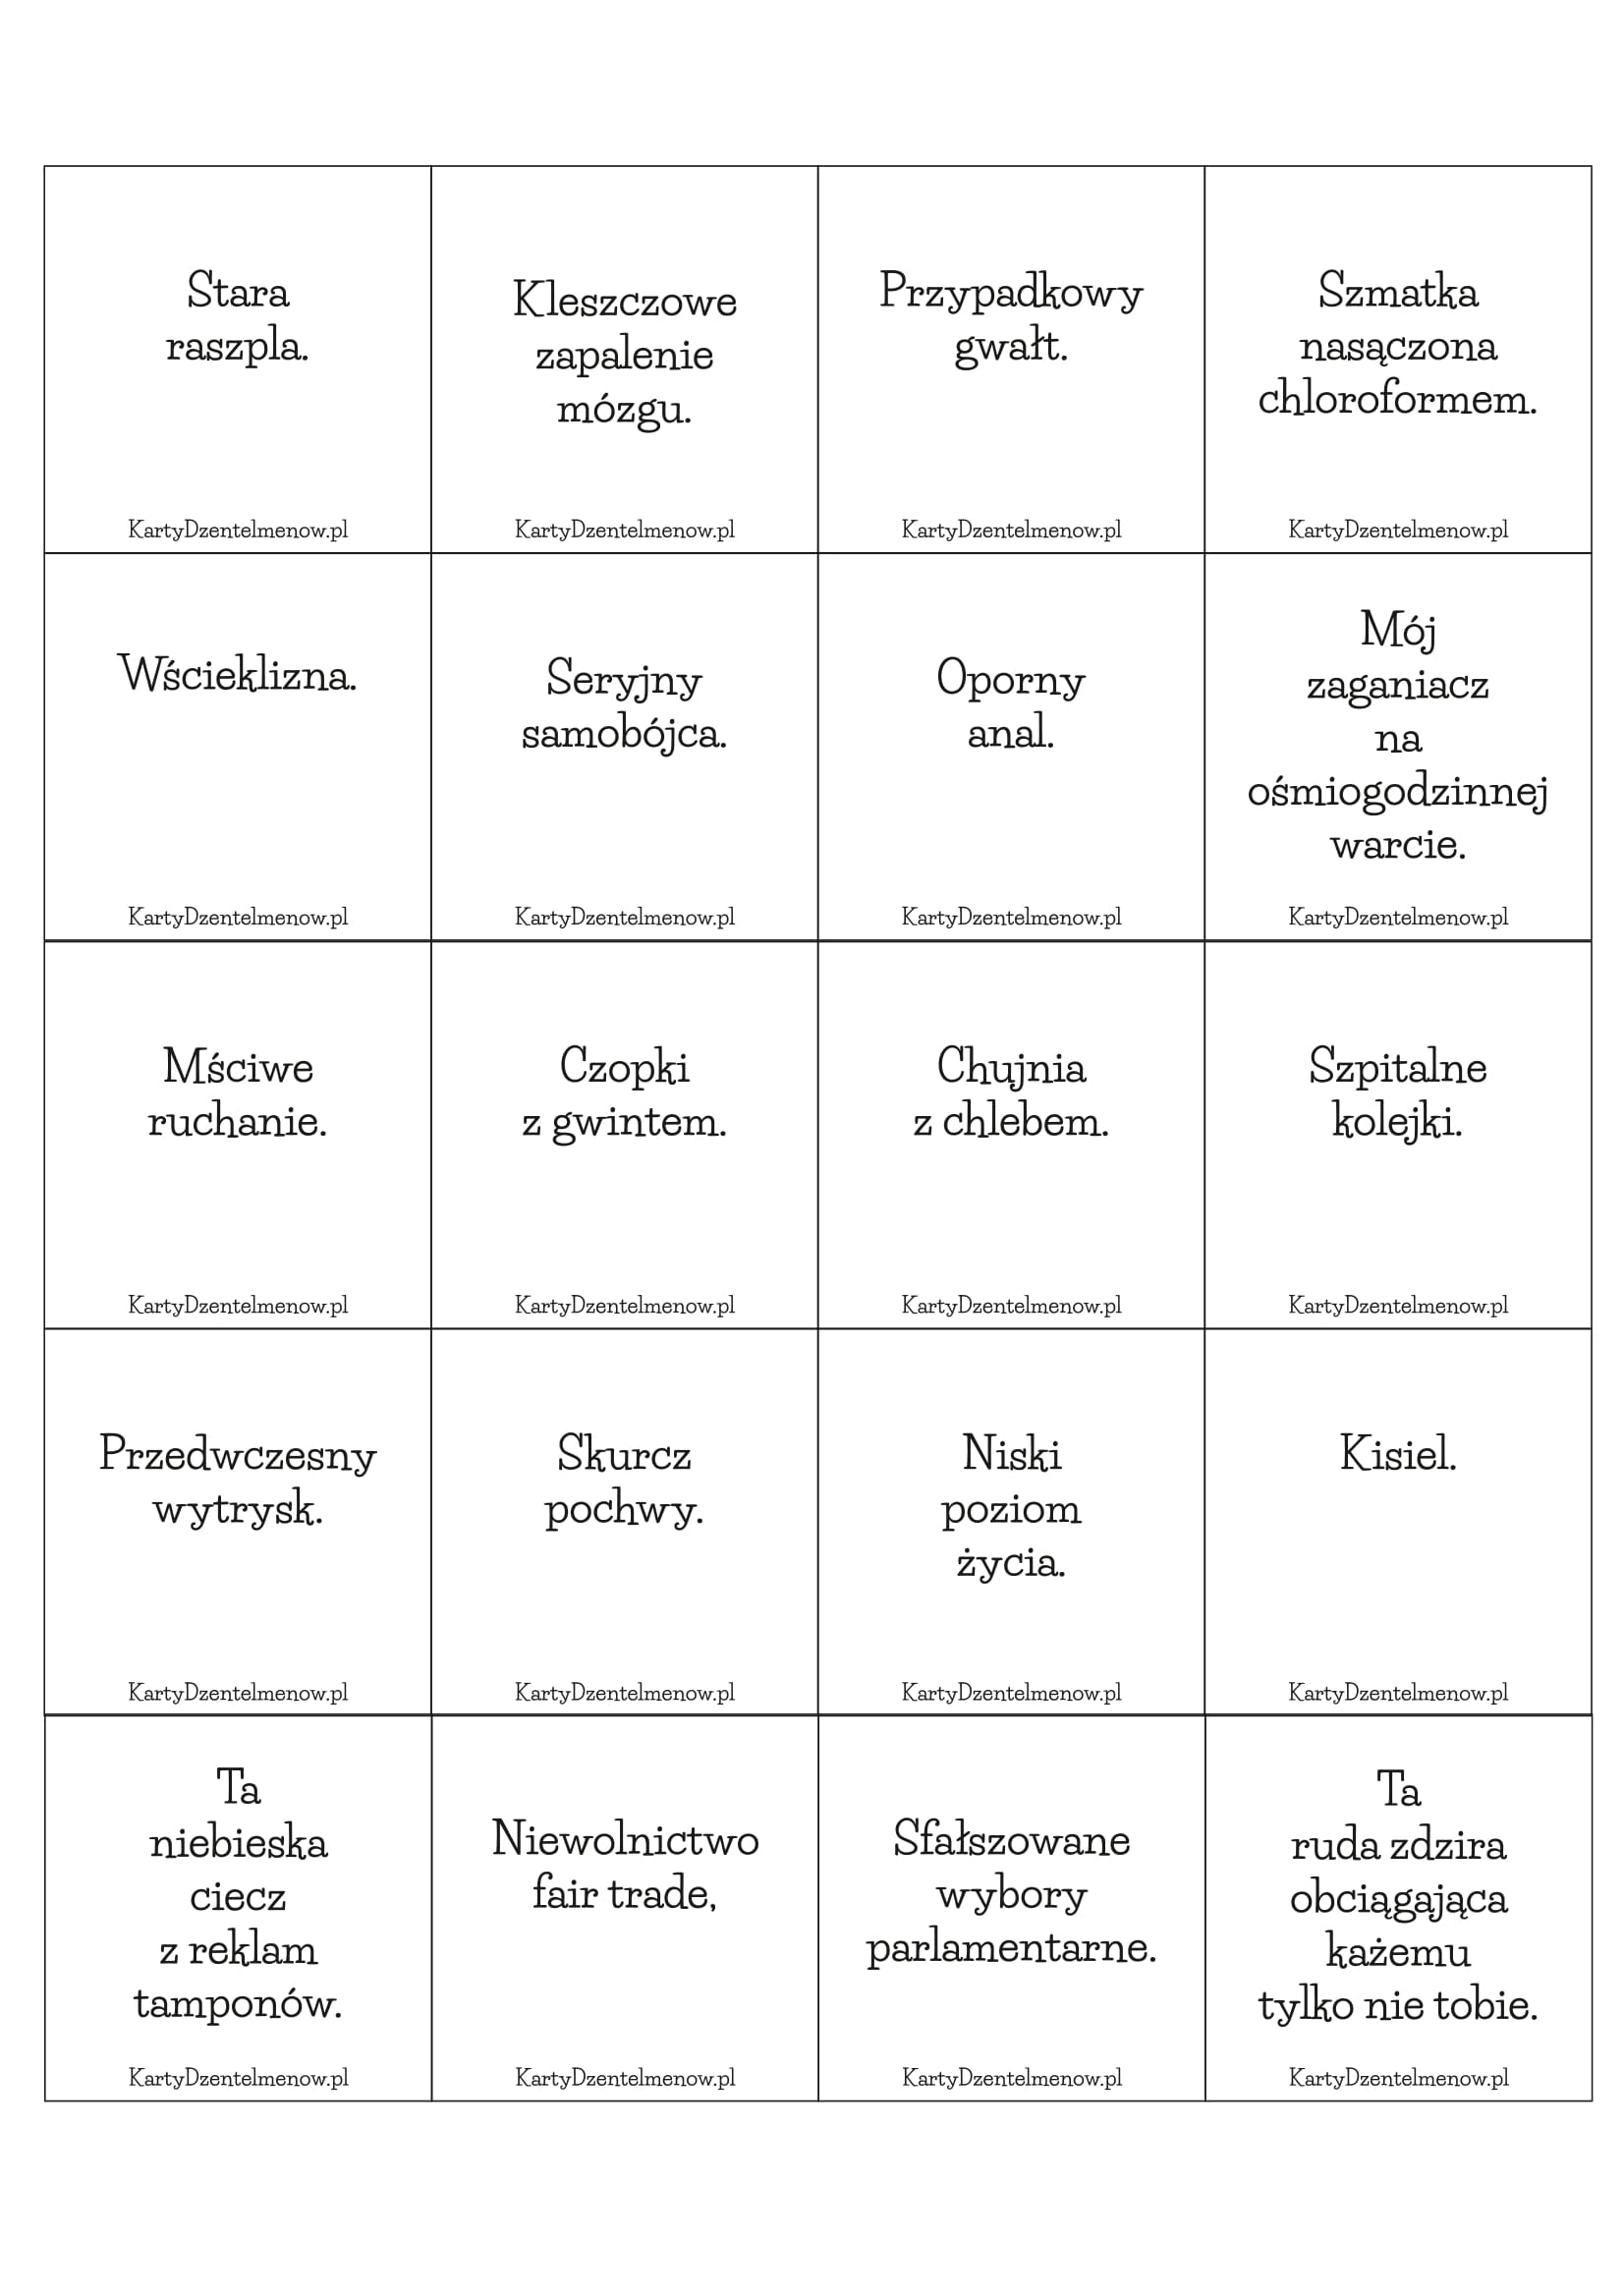 Stara
raszpla.
KartyDzentelmenow.pl
Kleszczowe
zapalenie
mózgu.
KartyDzentelmenow.pl
Przypadkowy
gwałt.
KartyDzentelmenow.pl
Szmatka
nasączona
chloroformem.
KartyDzentelmenow.pl
Wścieklizna.
KartyDzentelmenow.pl
Seryjny
samobójca.
KartyDzentelmenow.pl
Oporny
anal.
KartyDzentelmenow.pl
Mój
zaganiacz
na
ośmiogodzinnej
warcie.
KartyDzentelmenow.pl
Mściwe
ruchanie.
KartyDzentelmenow.pl
Czopki
z gwintem.
KartyDzentelmenow.pl
Chujnia
z chlebem.
KartyDzentelmenow.pl
Szpitalne
kolejki.
KartyDzentelmenow.pl
Przedwczesny
wytrysk.
KartyDzentelmenow.pl
Skurcz
pochwy.
KartyDzentelmenow.pl
Niski
poziom
życia.
KartyDzentelmenow.pl
Kisiel.
KartyDzentelmenow.pl
Ta
niebieska
ciecz
z reklam
tamponów.
KartyDzentelmenow.pl
Niewolnictwo
fair trade,
KartyDzentelmenow.pl
Sfałszowane
wybory
parlamentarne.
KartyDzentelmenow.pl
Ta
ruda zdzira
obciągająca
każemu
tylko nie tobie.
KartyDzentelmenow.pl